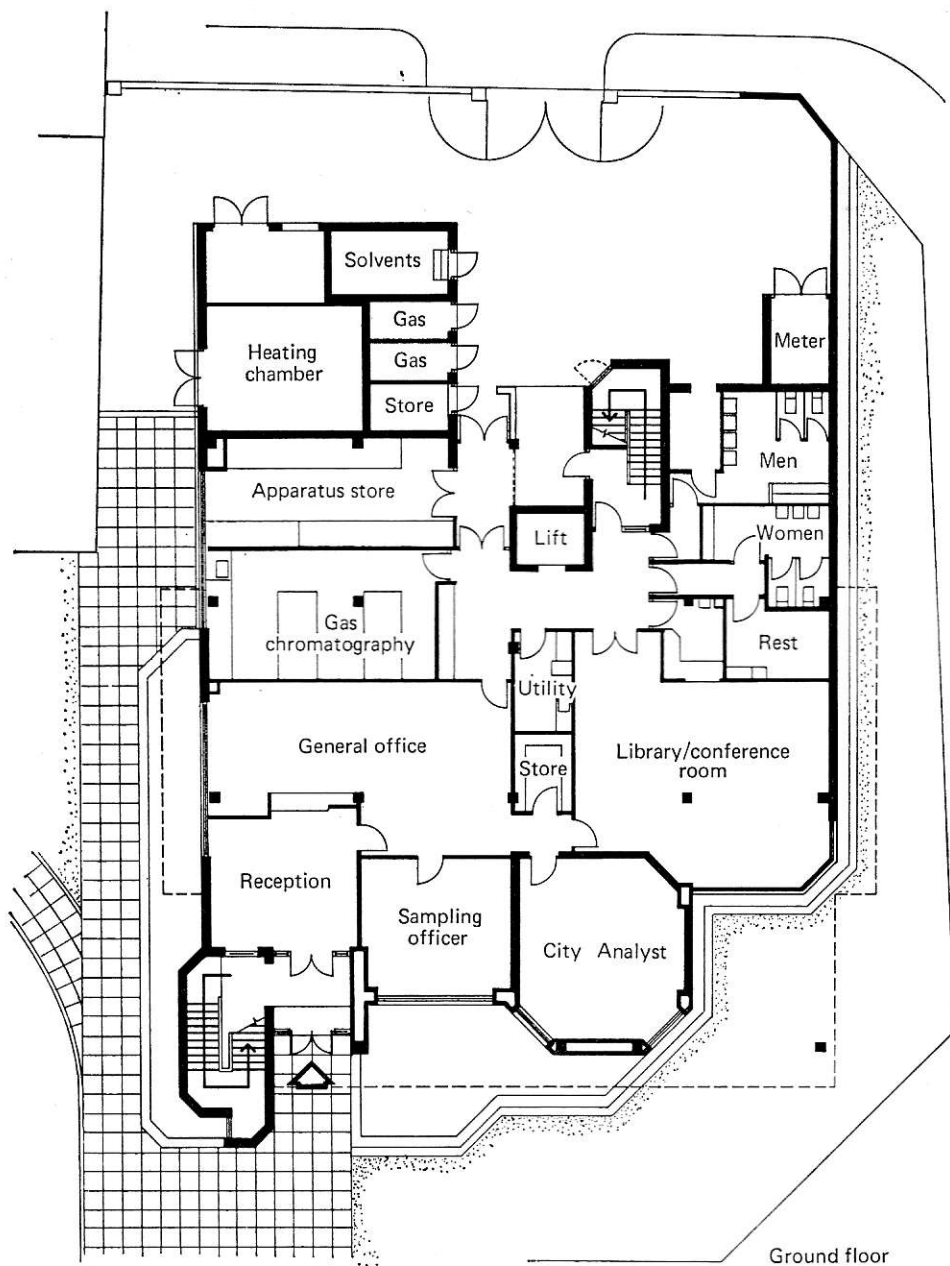 Solvents
Gas
Heating
chamber
Gas
Meter
Store
Men
Apparatus store
Lift
Women
Gas
chromatography
Rest
Utility
General office
Library/conference
room
Store
Reception
Sampling
officer
City Analyst
Ground floor